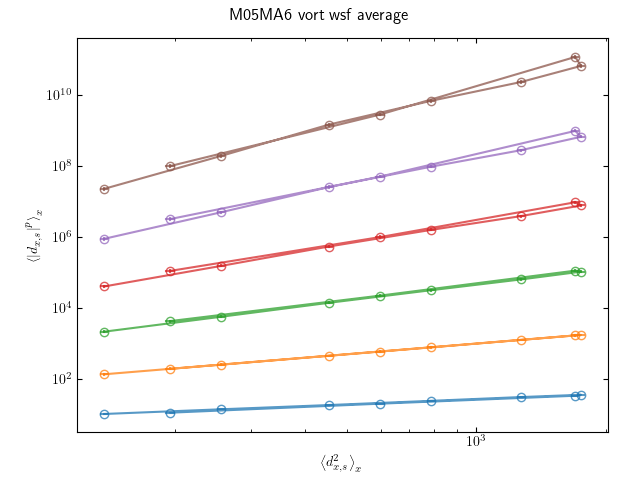 M05MA6 vort wsf average
⟨|d_{x,s}|^p⟩_x
10^{10}
10^8
10^6
10^4
10^2
10^3
⟨d_{x,s}^2⟩_x